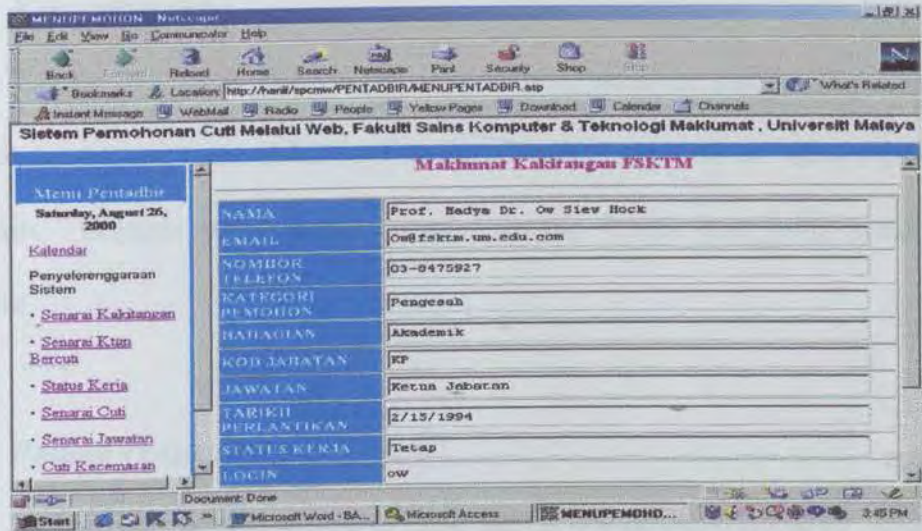 MENUPEMOHON - Netscape
File Edit View Go Communicator Help
Back Forward Reload Home Search Netscape Print Security Shop Stop
Bookmarks Location: http://hanif/spcmw/PENTADBIR/MENUPENTADBIR.asp What's Related
Instant Message WebMail Radio People Yellow Pages Download Calendar Channels
Sistem Permohonan Cuti Melalui Web, Fakulti Sains Komputer & Teknologi Maklumat , Universiti Malaya
Menu Pentadbir
Saturday, August 26,
2000
Kalendar
Penyelerenggaraan
Sistem
· Senarai Kakitangan
· Senarai Ktgn
Bercuti
· Status Kerja
· Senarai Cuti
· Senarai Jawatan
· Cuti Kecemasan
Maklumat Kakitangan FSKTM
NAMA Prof. Madya Dr. Ow Siew Hock
EMAIL Ow@fsktm.um.edu.com
NOMBOR
TELEFON 03-8475927
KATEGORI
PEMOHON Pengesah
BAHAGIAN Akademik
KOD JABATAN KP
JAWATAN Ketua Jabatan
TARIKH
PERLANTIKAN 2/15/1994
STATUS KERJA Tetap
LOGIN ow
Document: Done
Start Microsoft Word - BA... Microsoft Access MENUPEMOHO... 3:45 PM